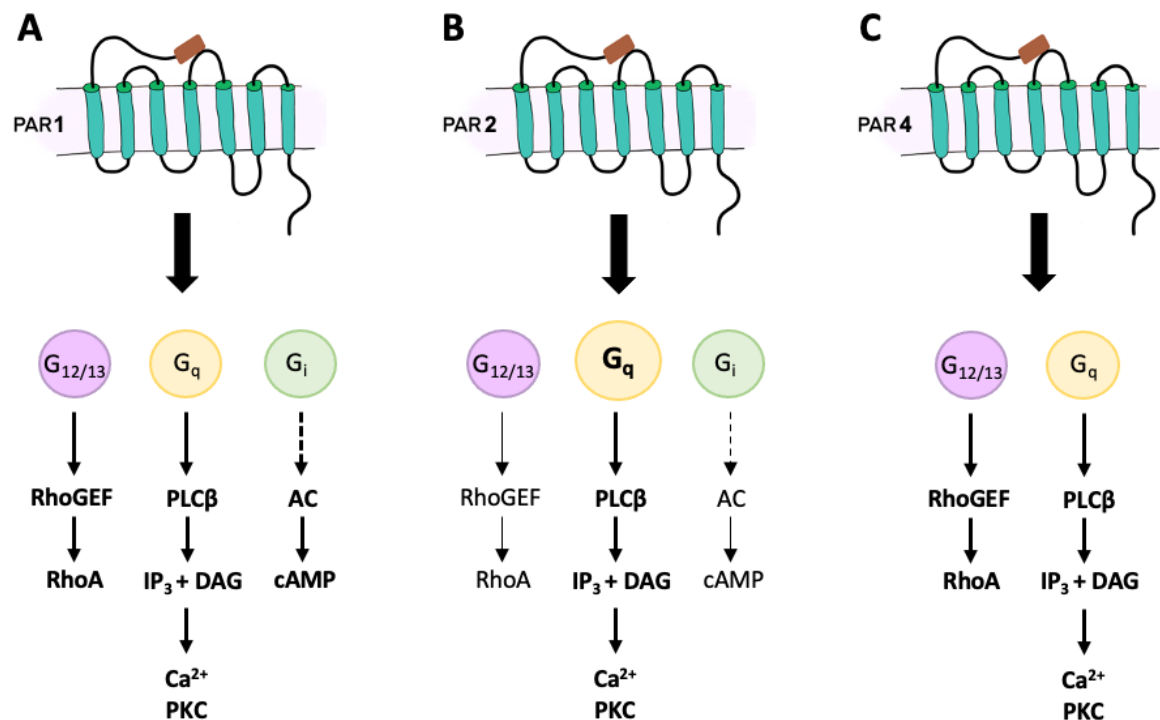 A
B
C
PAR1
PAR2
PAR4
G12/13
Gq
Gi
G12/13
Gq
Gi
G12/13
Gq
RhoGEF
PLCβ
AC
RhoGEF
PLCβ
AC
RhoGEF
PLCβ
RhoA
IP3 + DAG
cAMP
RhoA
IP3 + DAG
cAMP
RhoA
IP3 + DAG
Ca2+
PKC
Ca2+
PKC
Ca2+
PKC